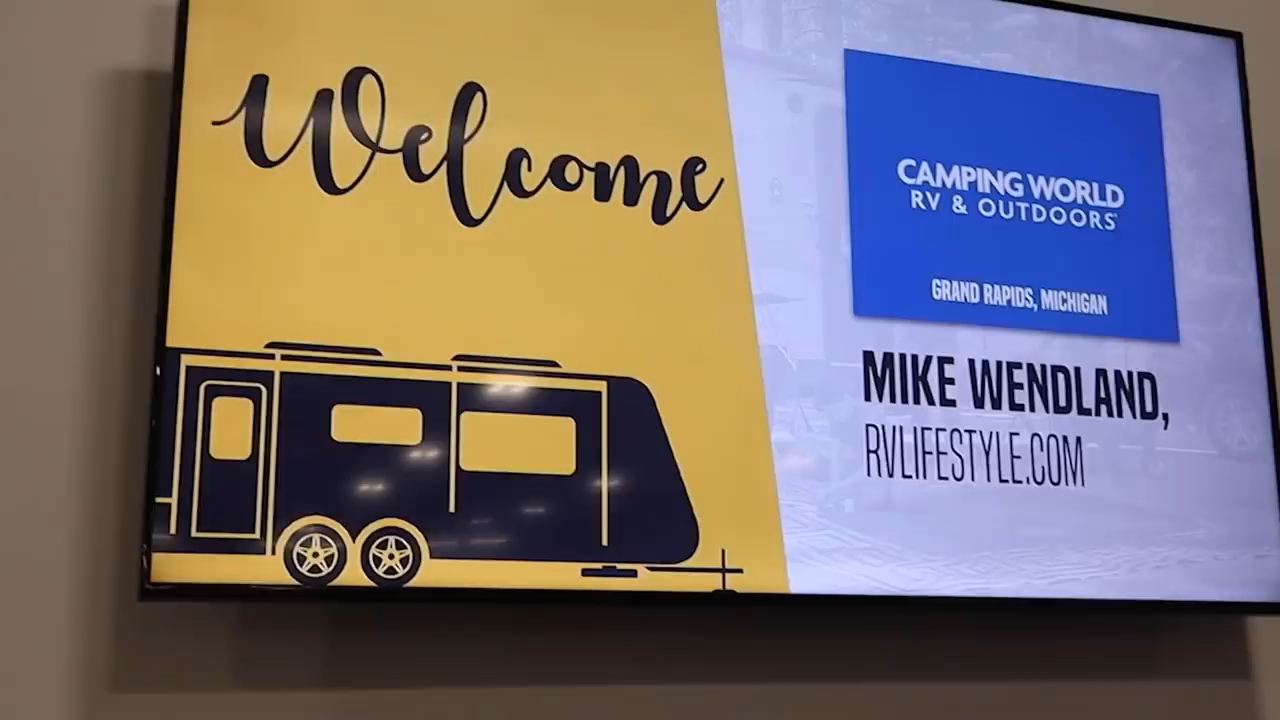 Welcome
CAMPING WORLD
RV & OUTDOORS
GRAND RAPIDS, MICHIGAN
MIKE WENDLAND,
RVLIFESTYLE.COM